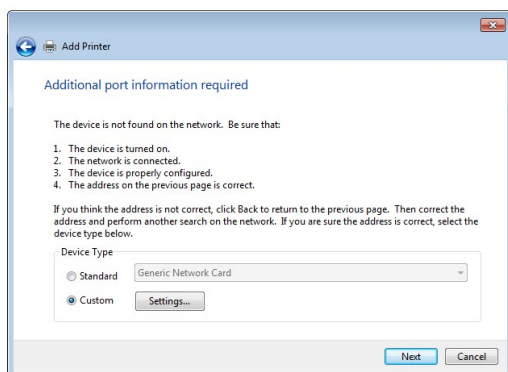 Add Printer
Additional port information required
The device is not found on the network. Be sure that:
1. The device is turned on.
2. The network is connected.
3. The device is properly configured.
4. The address on the previous page is correct.
If you think the address is not correct, click Back to return to the previous page. Then correct the
address and perform another search on the network. If you are sure the address is correct, select the
device type below.
Device Type
Standard Generic Network Card
Custom Settings...
Next Cancel